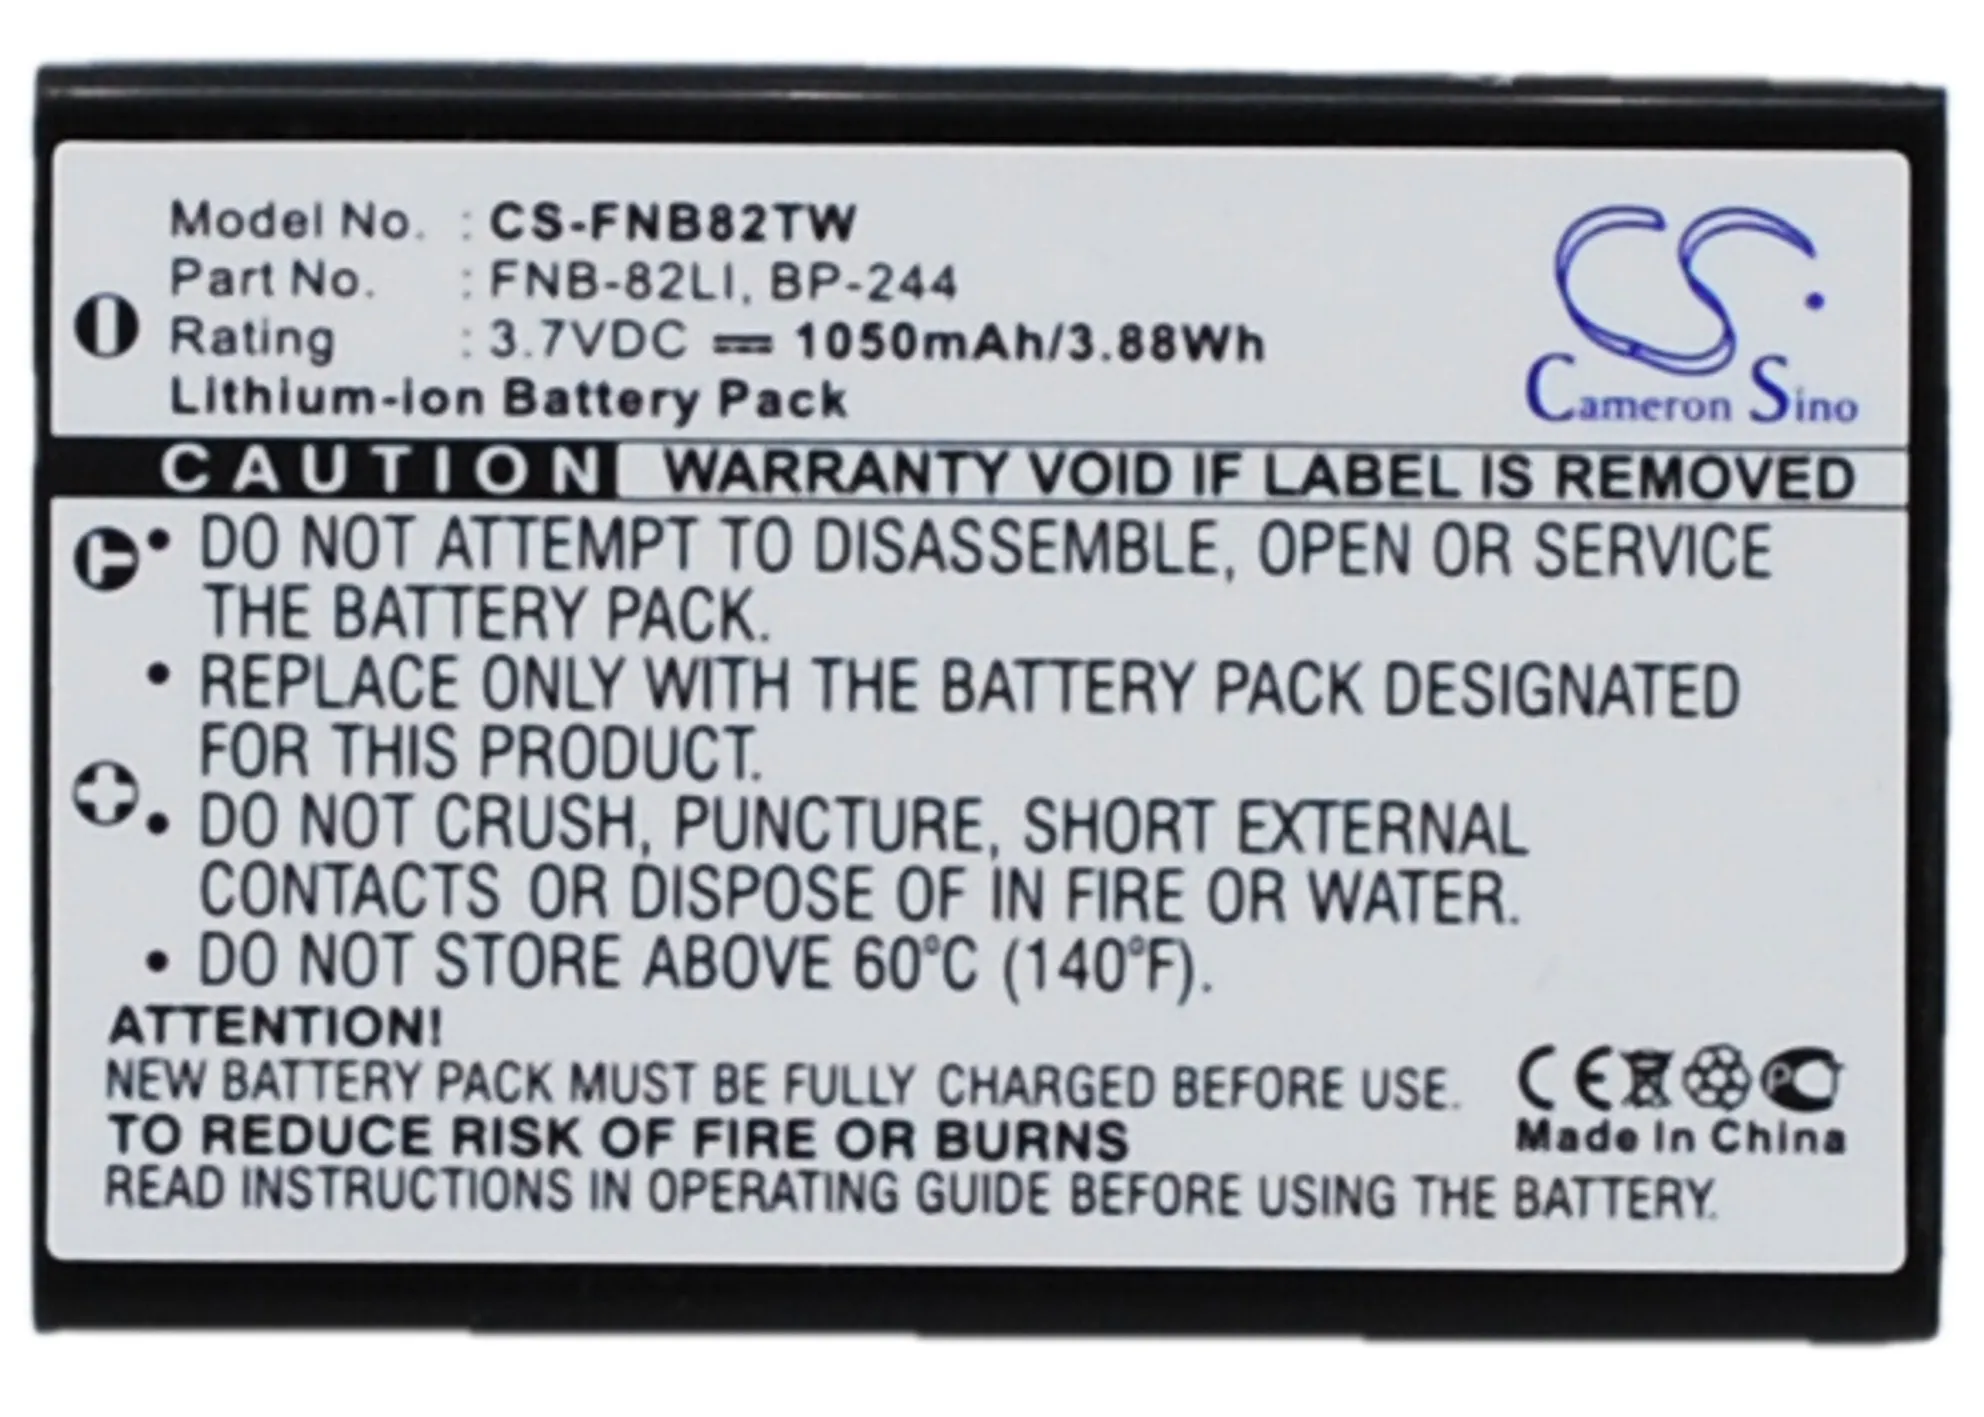 Model No. : CS-FNB82TW
Part No. : FNB-82LI, BP-244
Rating : 3.7VDC ⎓ 1050mAh/3.88Wh
Lithium-ion Battery Pack
CS
Cameron Sino
CAUTION WARRANTY VOID IF LABEL IS REMOVED
• DO NOT ATTEMPT TO DISASSEMBLE, OPEN OR SERVICE
THE BATTERY PACK.
• REPLACE ONLY WITH THE BATTERY PACK DESIGNATED
FOR THIS PRODUCT.
• DO NOT CRUSH, PUNCTURE, SHORT EXTERNAL
CONTACTS OR DISPOSE OF IN FIRE OR WATER.
• DO NOT STORE ABOVE 60°C (140°F).
ATTENTION!
NEW BATTERY PACK MUST BE FULLY CHARGED BEFORE USE.
TO REDUCE RISK OF FIRE OR BURNS
READ INSTRUCTIONS IN OPERATING GUIDE BEFORE USING THE BATTERY.
CE
Made In China